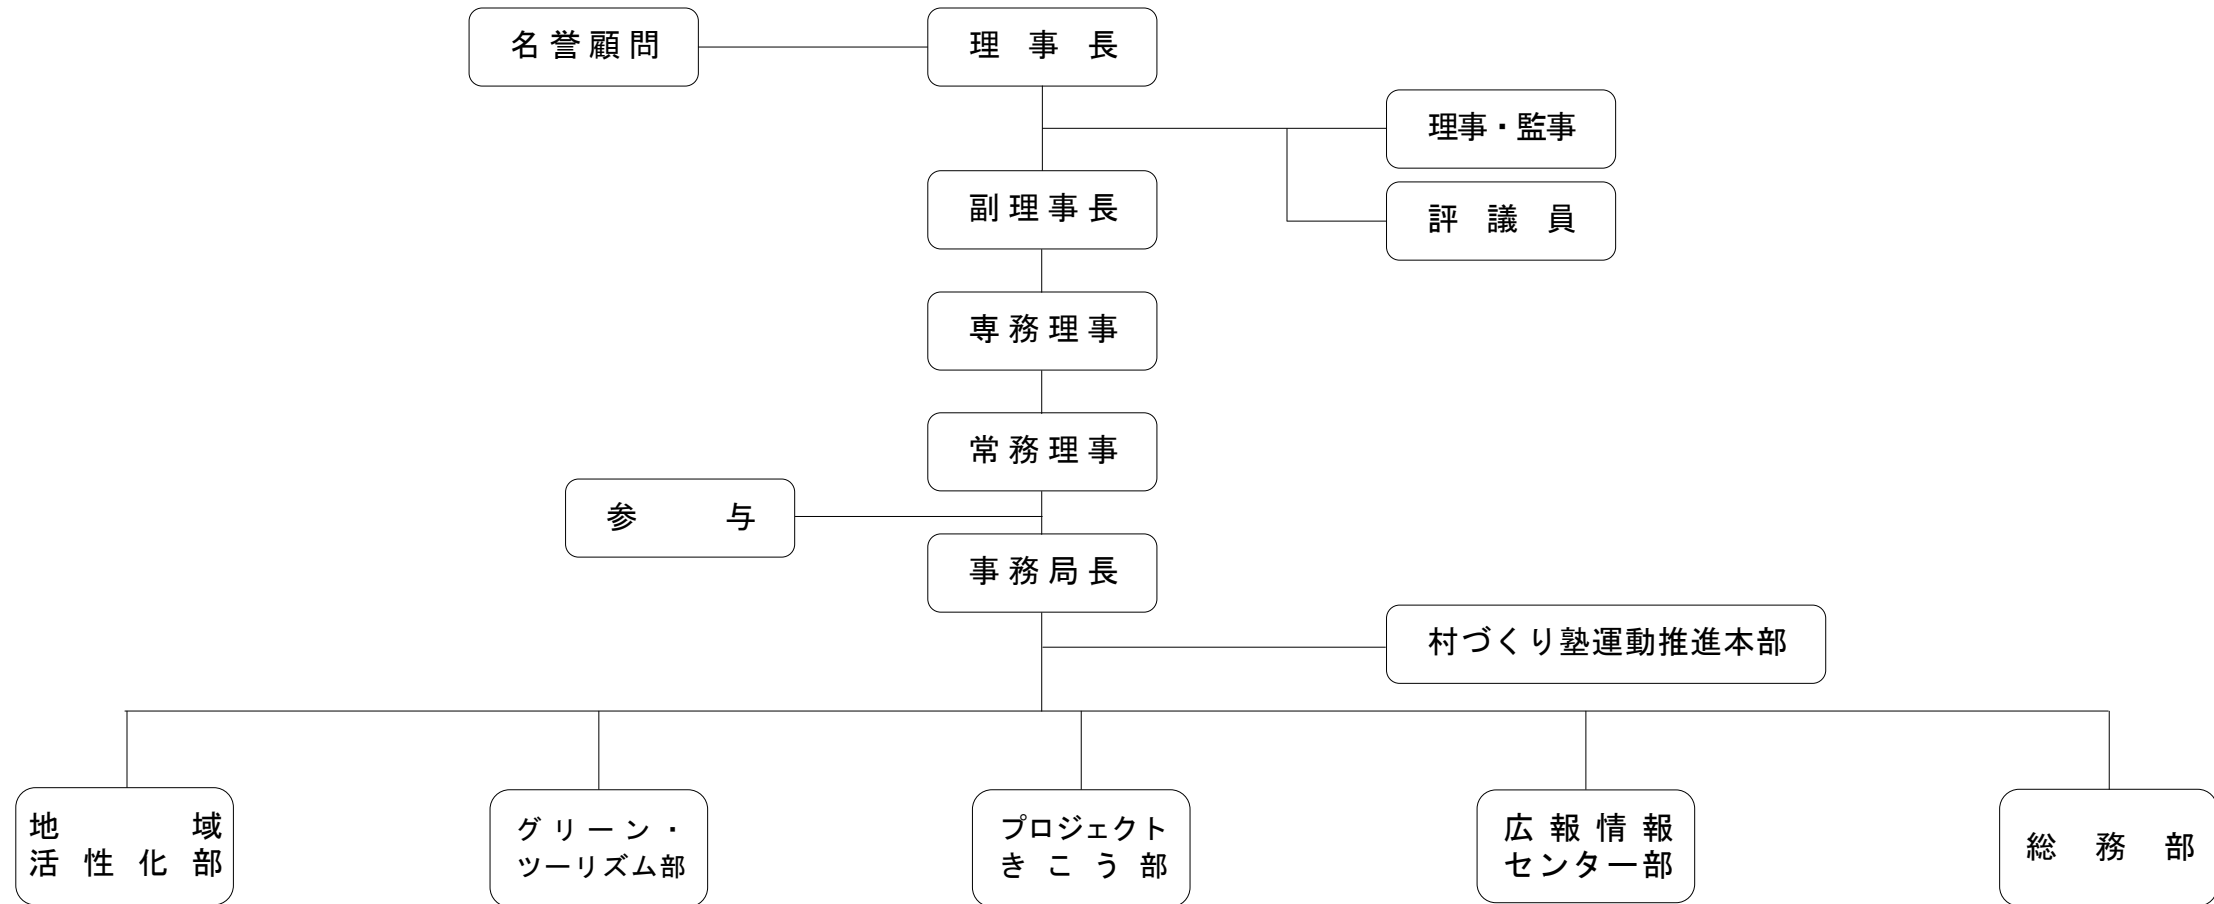 名誉顧問
理事長
理事・監事
副理事長
評議員
専務理事
常務理事
参与
事務局長
村づくり塾運動推進本部
地域
活性化部
グリーン・
ツーリズム部
プロジェクト
きこう部
広報情報
センター部
総務部